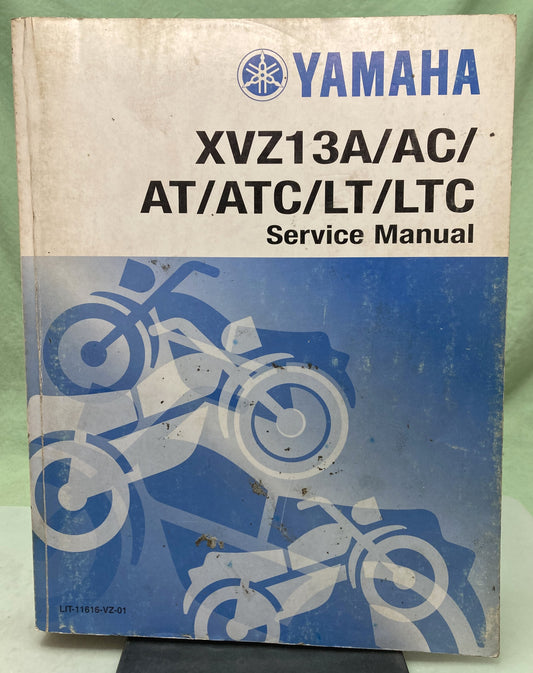 YAMAHA
XVZ13A/AC/
AT/ATC/LT/LTC
Service Manual
LIT-11616-VZ-01